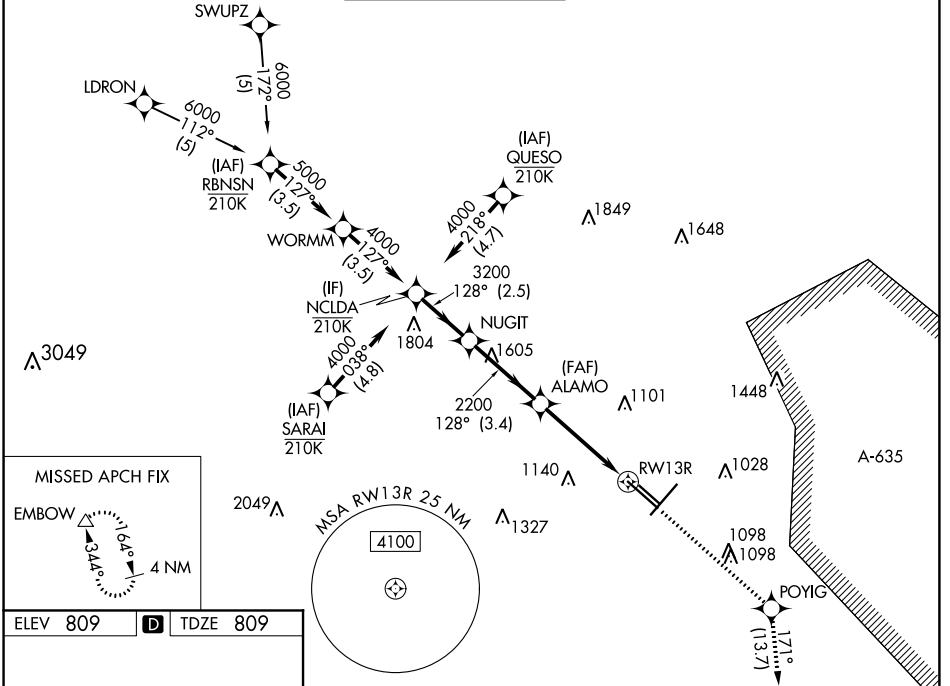 SWUPZ
6000
172°
(5)
LDRON
6000
112°
(5)
(IAF)
RBNSN
210K
5000
127°
(3.5)
(IAF)
QUESO
210K
4000
218°
(4.7)
1849
1648
WORMM
4000
127°
(3.5)
3200
128° (2.5)
(IF)
NCLDA
210K
1804
NUGIT
1605
3049
4000
038°
(4.8)
(IAF)
SARAI
210K
(FAF)
ALAMO
2200
128° (3.4)
1101
1448
A-635
1140
RW13R
1028
MISSED APCH FIX
EMBOW
164°
344°
4 NM
2049
MSA RW13R 25 NM
4100
1327
1098
1098
POYIG
171°
(13.7)
ELEV 809 D TDZE 809